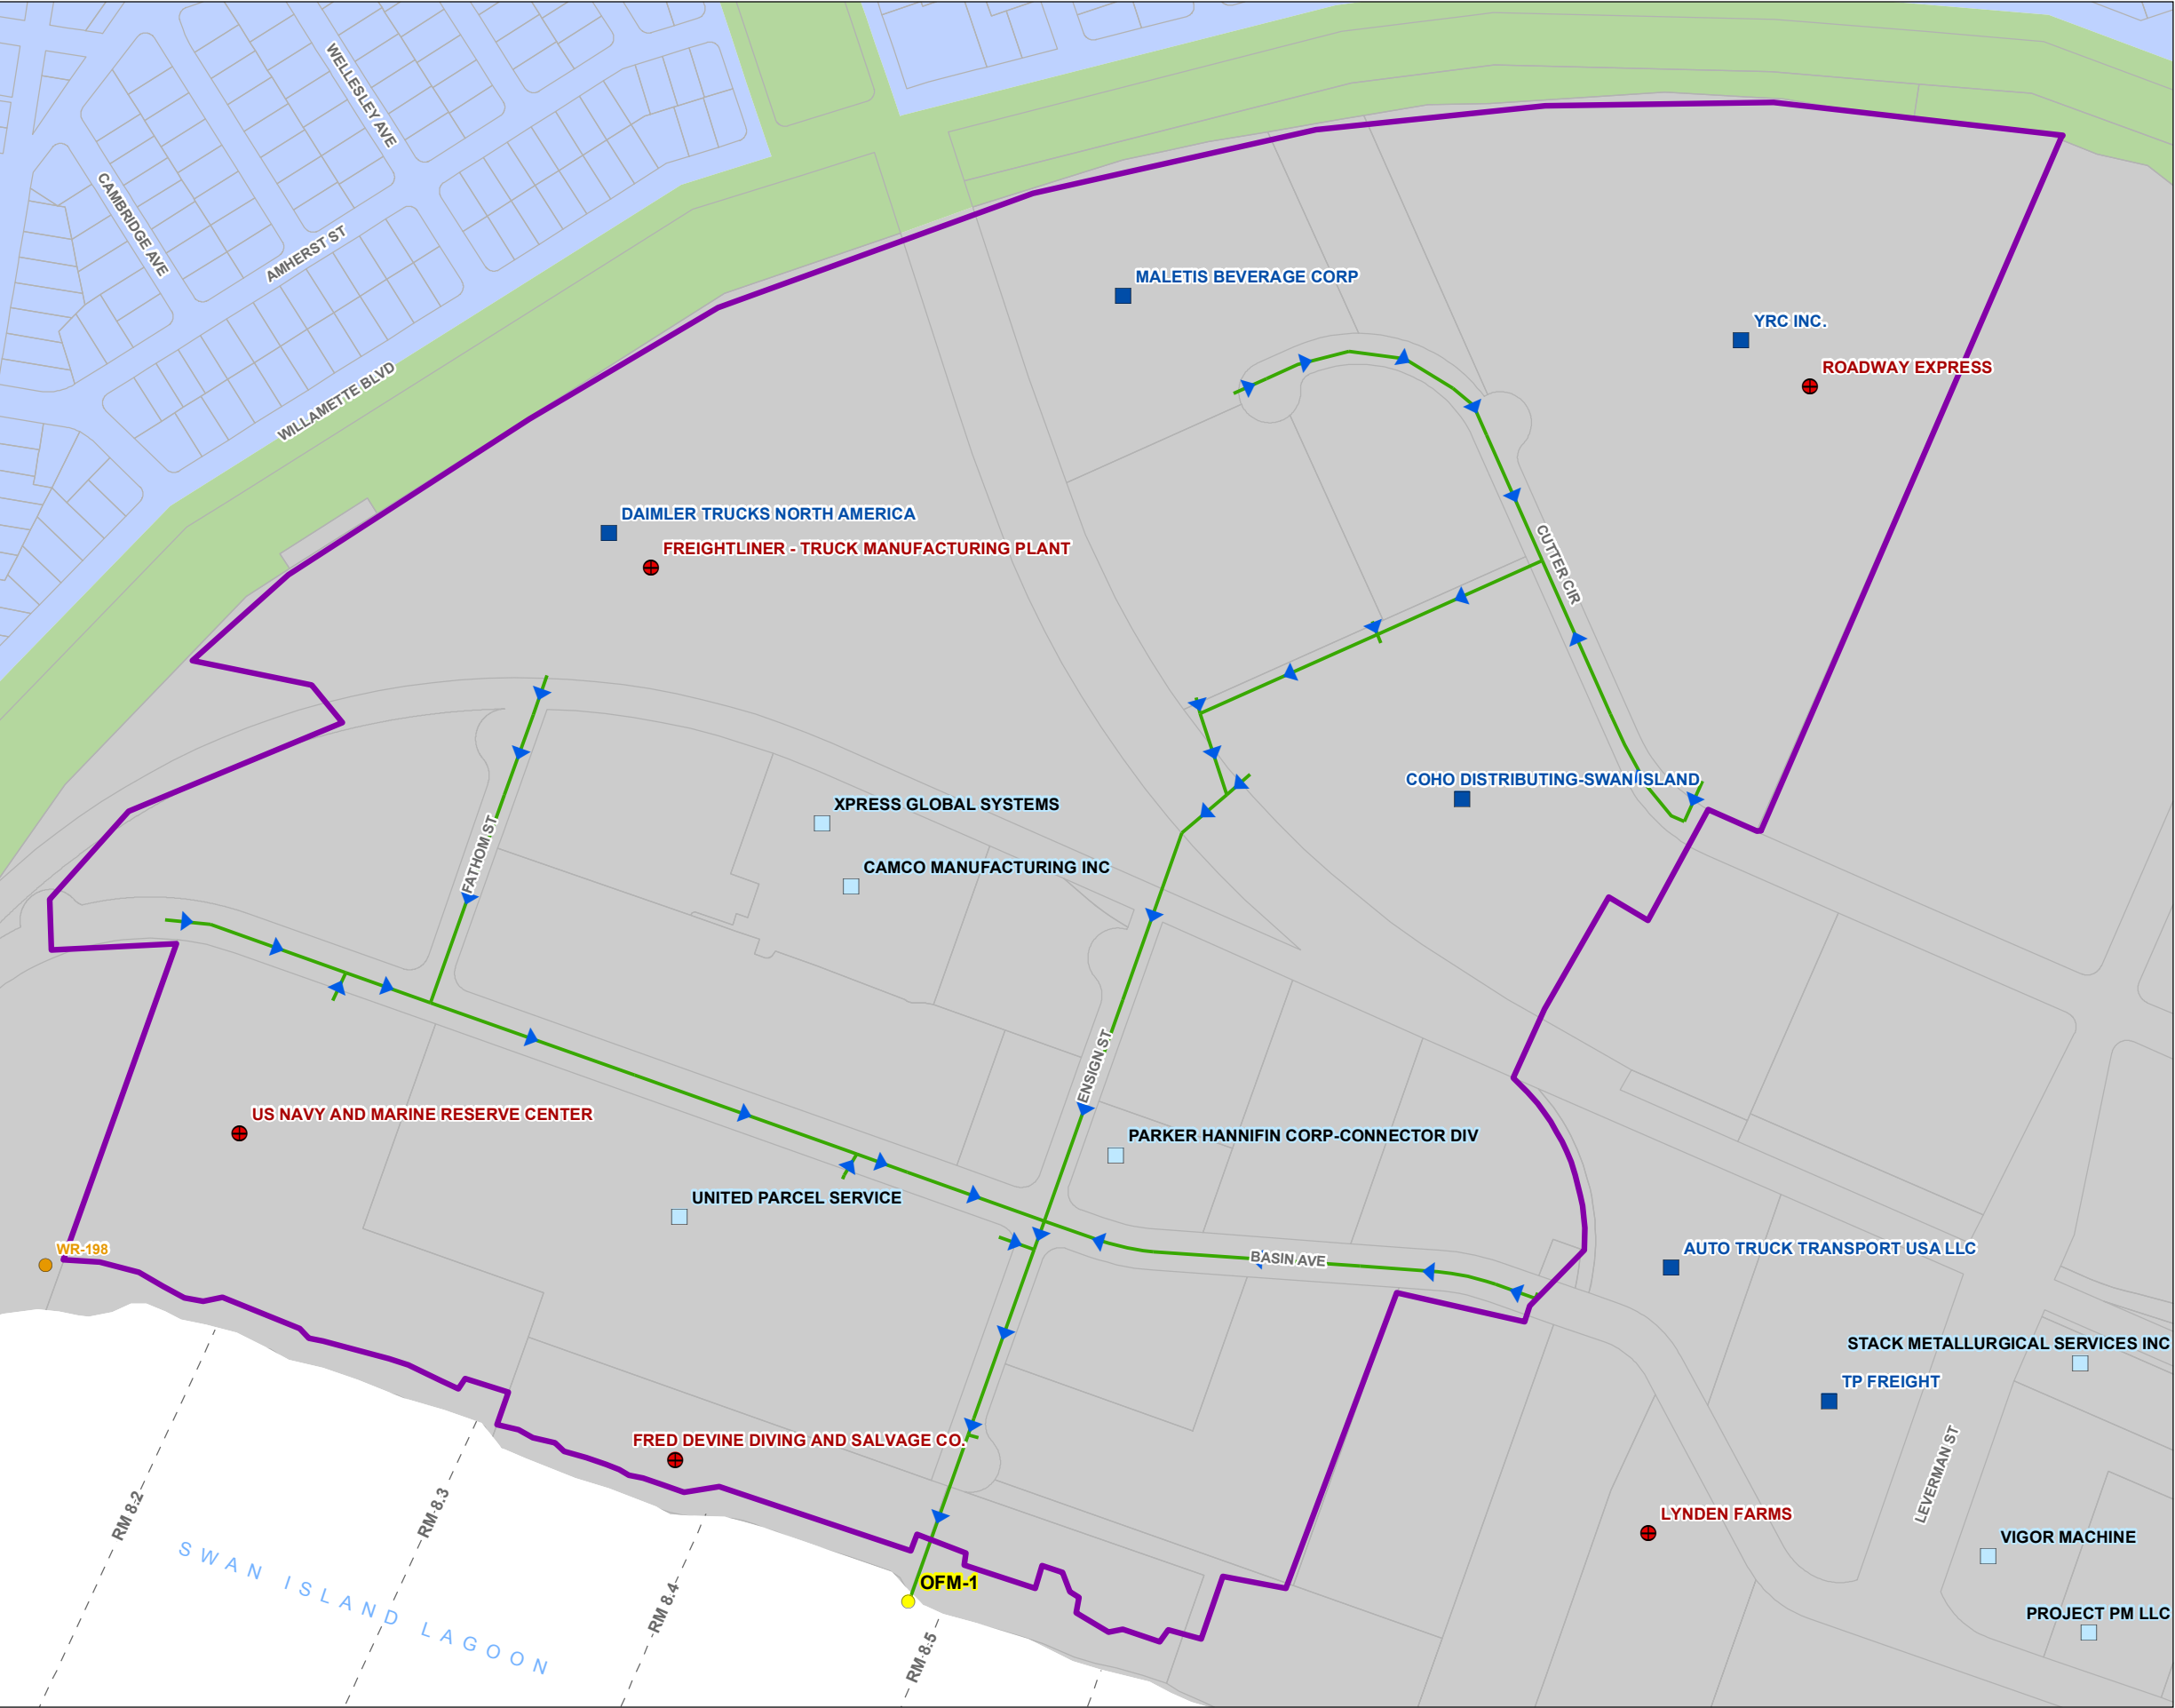 WELLESLEY AVE
CAMBRIDGE AVE
AMHERST ST
WILLAMETTE BLVD
MALETIS BEVERAGE CORP
YRC INC.
ROADWAY EXPRESS
DAIMLER TRUCKS NORTH AMERICA
FREIGHTLINER - TRUCK MANUFACTURING PLANT
CUTTER CIR
COHO DISTRIBUTING-SWAN ISLAND
XPRESS GLOBAL SYSTEMS
FATHOM ST
CAMCO MANUFACTURING INC
ENSIGN ST
US NAVY AND MARINE RESERVE CENTER
PARKER HANNIFIN CORP-CONNECTOR DIV
UNITED PARCEL SERVICE
WR-198
BASIN AVE
AUTO TRUCK TRANSPORT USA LLC
STACK METALLURGICAL SERVICES INC
TP FREIGHT
FRED DEVINE DIVING AND SALVAGE CO.
LEVERMAN ST
LYNDEN FARMS
RM 8.2
RM 8.3
VIGOR MACHINE
OFM-1
RM 8.4
SWAN ISLAND LAGOON
PROJECT PM LLC
RM 8.5